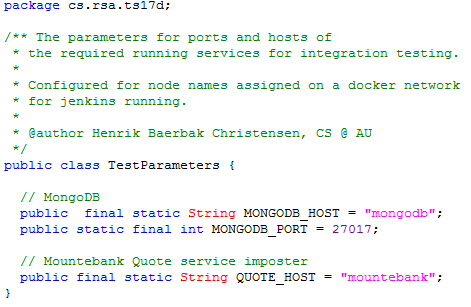 package cs.rsa.ts17d;

/** The parameters for ports and hosts of
 * the required running services for integration testing.
 *
 * Configured for node names assigned on a docker network
 * for jenkins running.
 *
 * @author Henrik Baerbak Christensen, CS @ AU
 */
public class TestParameters {

  // MongoDB
  public  final static String MONGODB_HOST = "mongodb";
  public static final int MONGODB_PORT = 27017;

  // Mountebank Quote service imposter
  public final static String QUOTE_HOST = "mountebank";
}